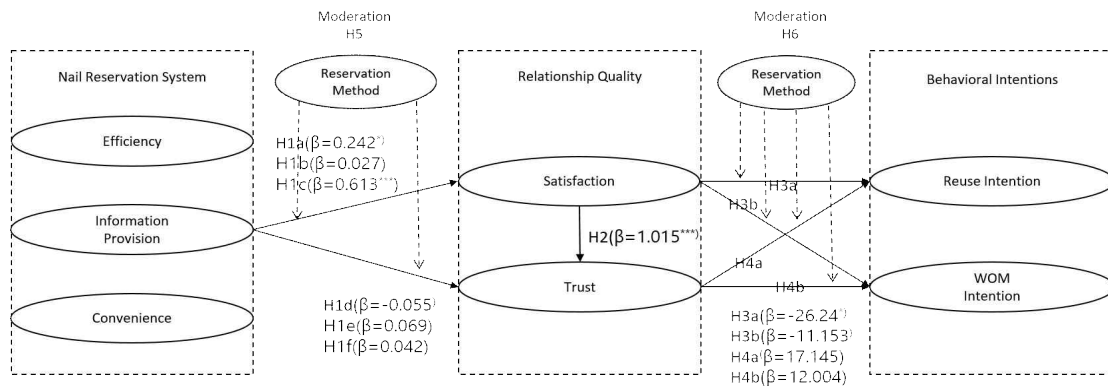 Moderation
H5
Moderation
H6
Nail Reservation System
Reservation
Method
Relationship Quality
Reservation
Method
Behavioral Intentions
Efficiency
H1a(β=0.242*)
H1b(β=0.027)
H1c(β=0.613***)
Satisfaction
H3a
Reuse Intention
H3b
Information
Provision
H2(β=1.015***)
H4a
Trust
H4b
WOM
Intention
Convenience
H1d(β=-0.055)
H1e(β=0.069)
H1f(β=0.042)
H3a(β=-26.24*)
H3b(β=-11.153)
H4a(β=17.145)
H4b(β=12.004)